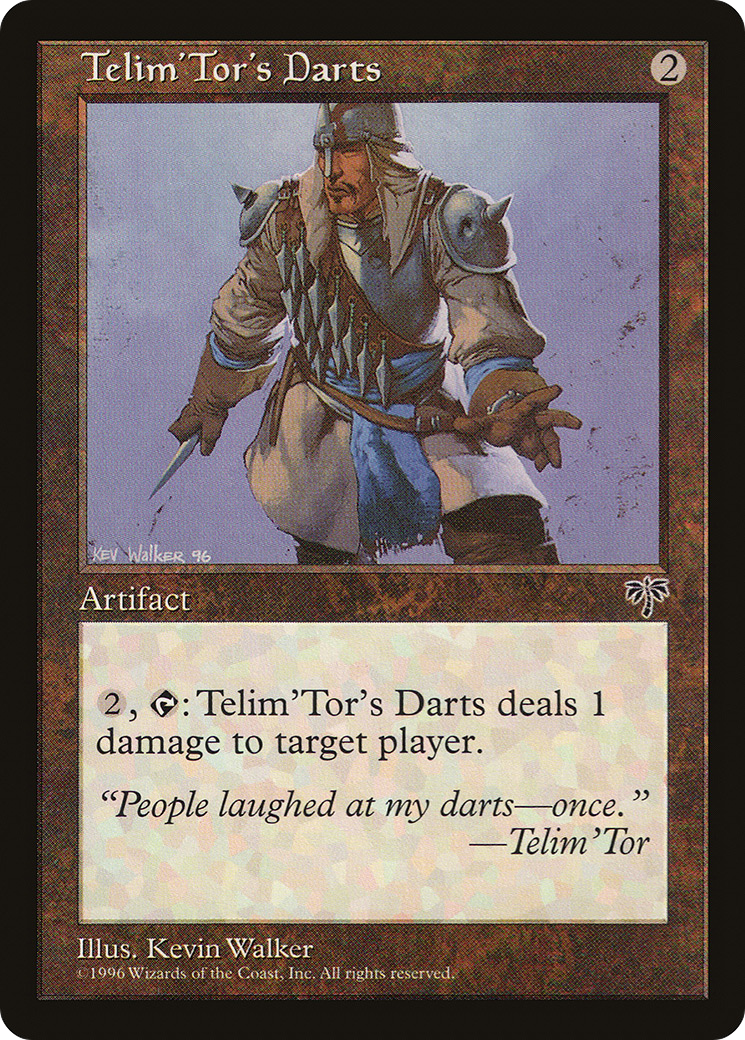 Telim'Tor's Darts 2
KEV WALKER 96
Artifact
2, : Telim'Tor's Darts deals 1
damage to target player.
“People laughed at my darts—once.”
—Telim'Tor
Illus. Kevin Walker
©1996 Wizards of the Coast, Inc. All rights reserved.